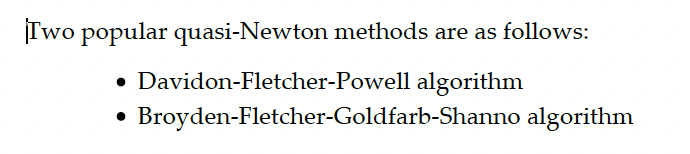 Two popular quasi-Newton methods are as follows:
• Davidon-Fletcher-Powell algorithm
• Broyden-Fletcher-Goldfarb-Shanno algorithm